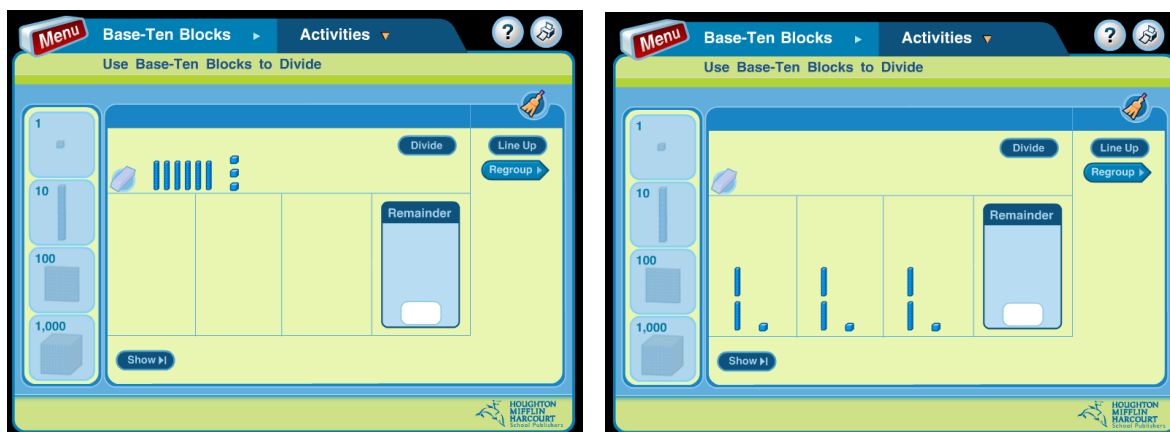 Menu
Base-Ten Blocks
Activities
?
Use Base-Ten Blocks to Divide
1
10
100
1,000
Divide
Line Up
Regroup
Remainder
Show
HOUGHTON
MIFFLIN
HARCOURT
School Publishers
Menu
Base-Ten Blocks
Activities
?
Use Base-Ten Blocks to Divide
1
10
100
1,000
Divide
Line Up
Regroup
Remainder
Show
HOUGHTON
MIFFLIN
HARCOURT
School Publishers